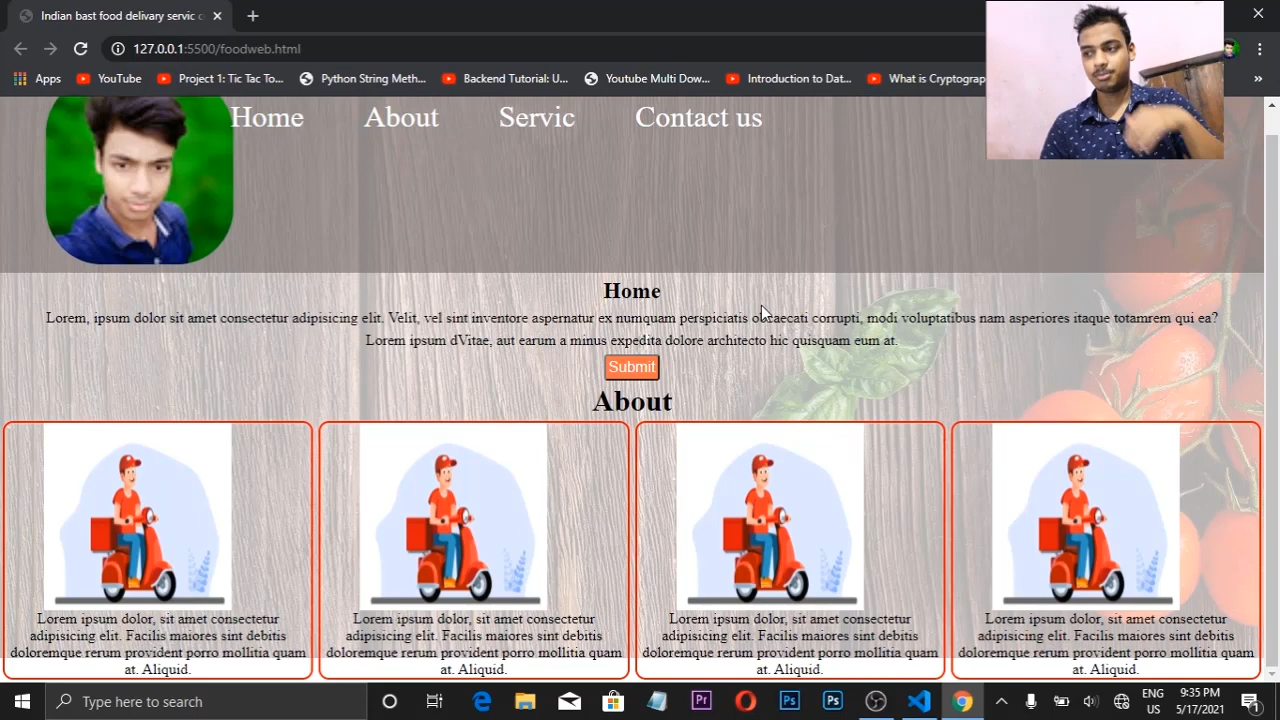 Indian bast food delivary servic c
127.0.0.1:5500/foodweb.html
Apps
YouTube
Project 1: Tic Tac To...
Python String Meth...
Backend Tutorial: U...
Youtube Multi Dow...
Introduction to Dat...
What is Cryptograp
Home
About
Servic
Contact us
Home
Lorem, ipsum dolor sit amet consectetur adipisicing elit. Velit, vel sint inventore aspernatur ex numquam perspiciatis occaecati corrupti, modi voluptatibus nam asperiores itaque totamrem qui ea?
Lorem ipsum dVitae, aut earum a minus expedita dolore architecto hic quisquam eum at.
Submit
About
Lorem ipsum dolor, sit amet consectetur
adipisicing elit. Facilis maiores sint debitis
doloremque rerum provident porro mollitia quam
at. Aliquid.
Lorem ipsum dolor, sit amet consectetur
adipisicing elit. Facilis maiores sint debitis
doloremque rerum provident porro mollitia quam
at. Aliquid.
Lorem ipsum dolor, sit amet consectetur
adipisicing elit. Facilis maiores sint debitis
doloremque rerum provident porro mollitia quam
at. Aliquid.
Lorem ipsum dolor, sit amet consectetur
adipisicing elit. Facilis maiores sint debitis
doloremque rerum provident porro mollitia quam
at. Aliquid.
Type here to search
Pr
Ps
Ps
ENG
US
9:35 PM
5/17/2021
1